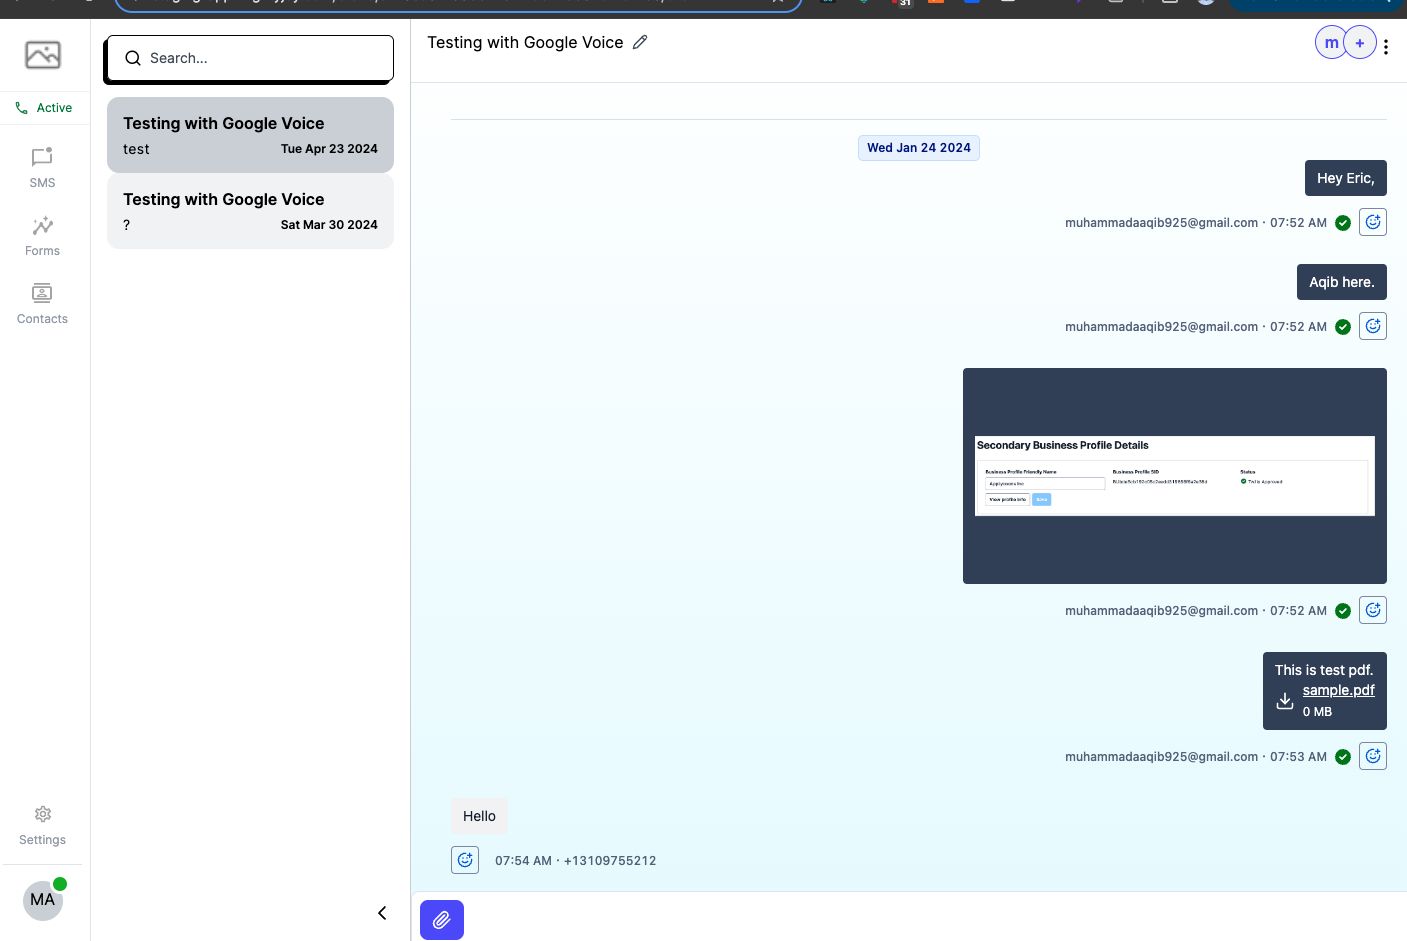 31
Active
SMS
Forms
Contacts
Settings
MA
Search...
Testing with Google Voice
test
Tue Apr 23 2024
Testing with Google Voice
?
Sat Mar 30 2024
Testing with Google Voice
m
+
Wed Jan 24 2024
Hey Eric,
muhammadaaqib925@gmail.com · 07:52 AM
Aqib here.
muhammadaaqib925@gmail.com · 07:52 AM
Secondary Business Profile Details
Business Profile Friendly Name
Business Profile SID
Status
View profile info
Save
muhammadaaqib925@gmail.com · 07:52 AM
This is test pdf.
sample.pdf
0 MB
muhammadaaqib925@gmail.com · 07:53 AM
Hello
07:54 AM · +13109755212